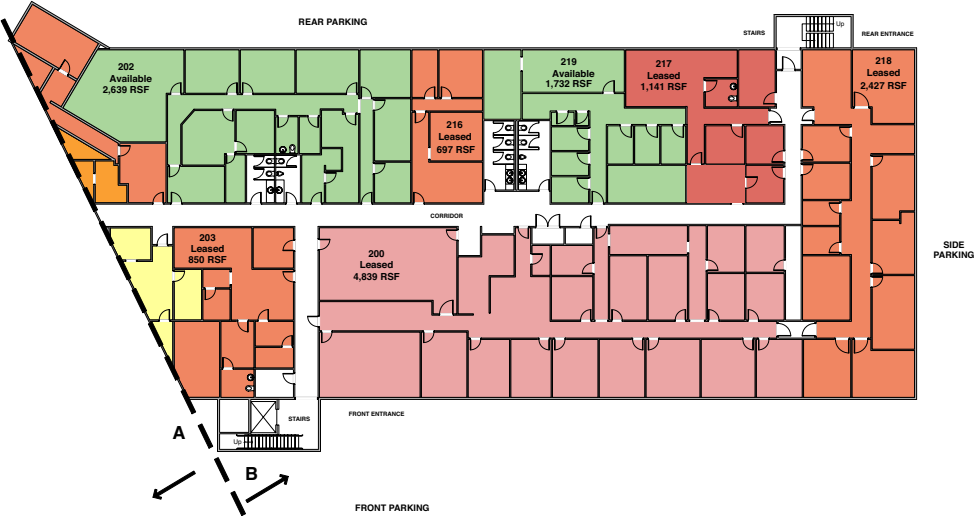 REAR PARKING
Up
STAIRS
REAR ENTRANCE
202
Available
2,639 RSF
219
Available
1,732 RSF
217
Leased
1,141 RSF
218
Leased
2,427 RSF
216
Leased
697 RSF
CORRIDOR
203
Leased
850 RSF
200
Leased
4,839 RSF
SIDE
PARKING
STAIRS
FRONT ENTRANCE
Up
A
B
FRONT PARKING